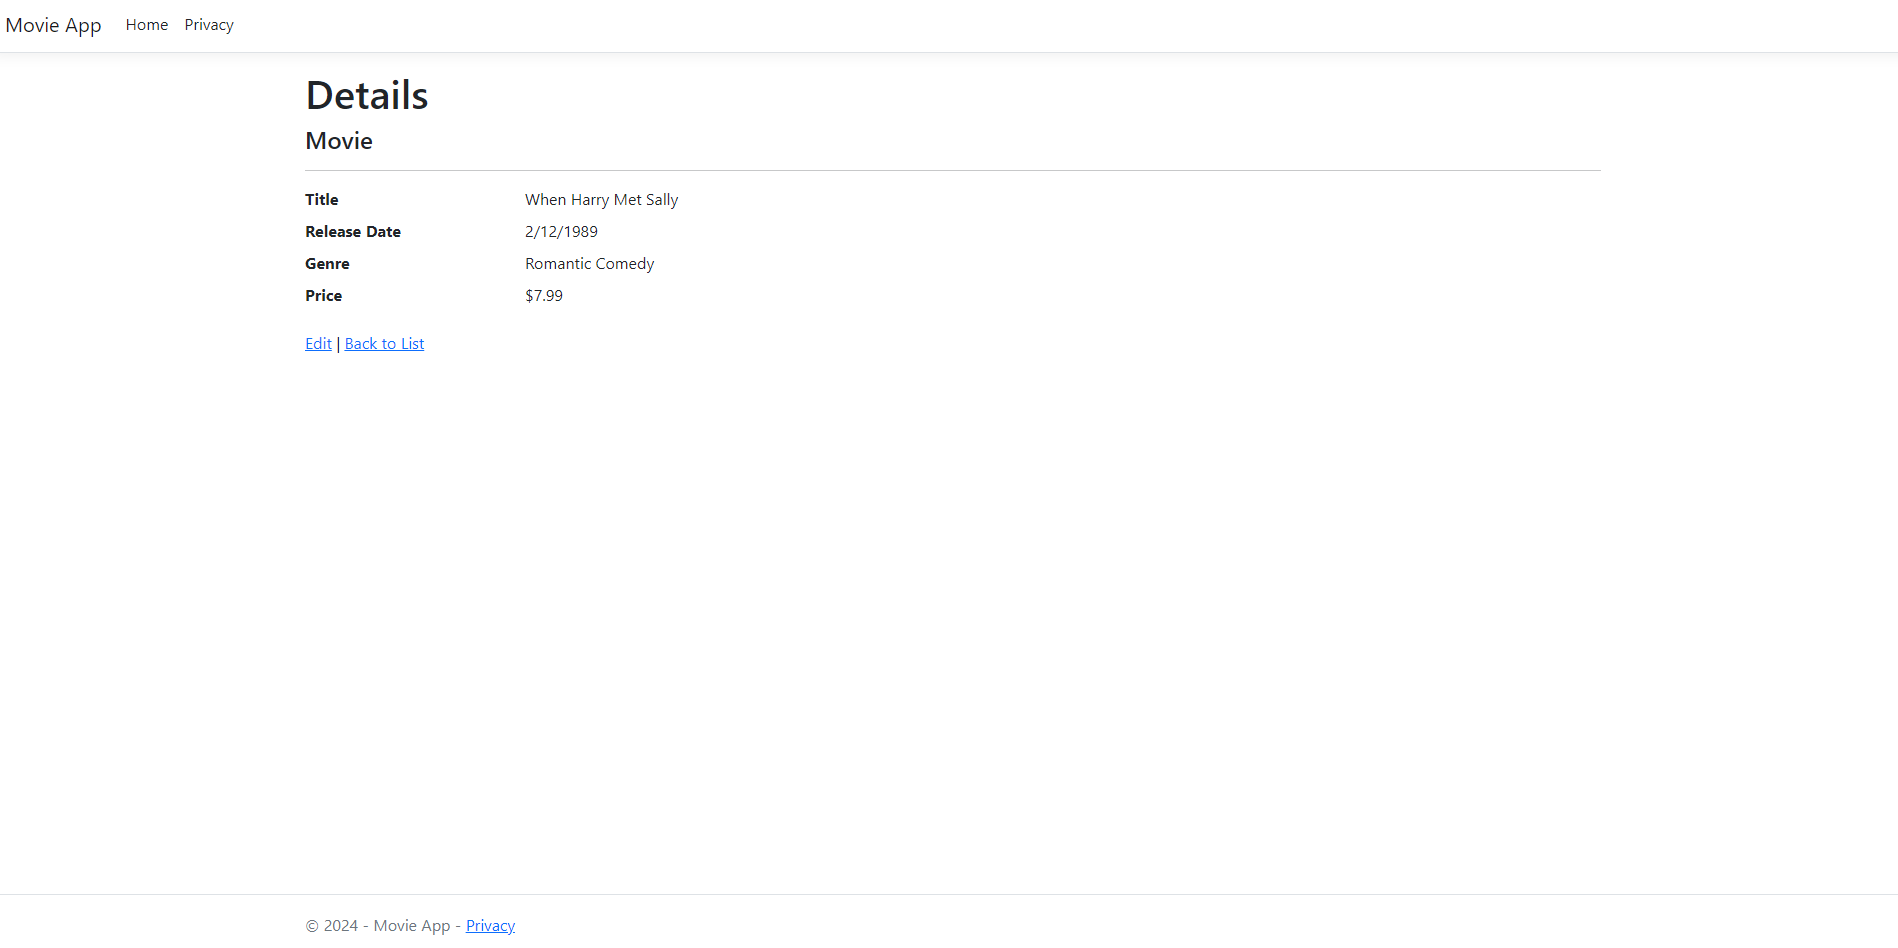 Movie App Home Privacy
Details
Movie
Title When Harry Met Sally
Release Date 2/12/1989
Genre Romantic Comedy
Price $7.99
Edit | Back to List
© 2024 - Movie App - Privacy